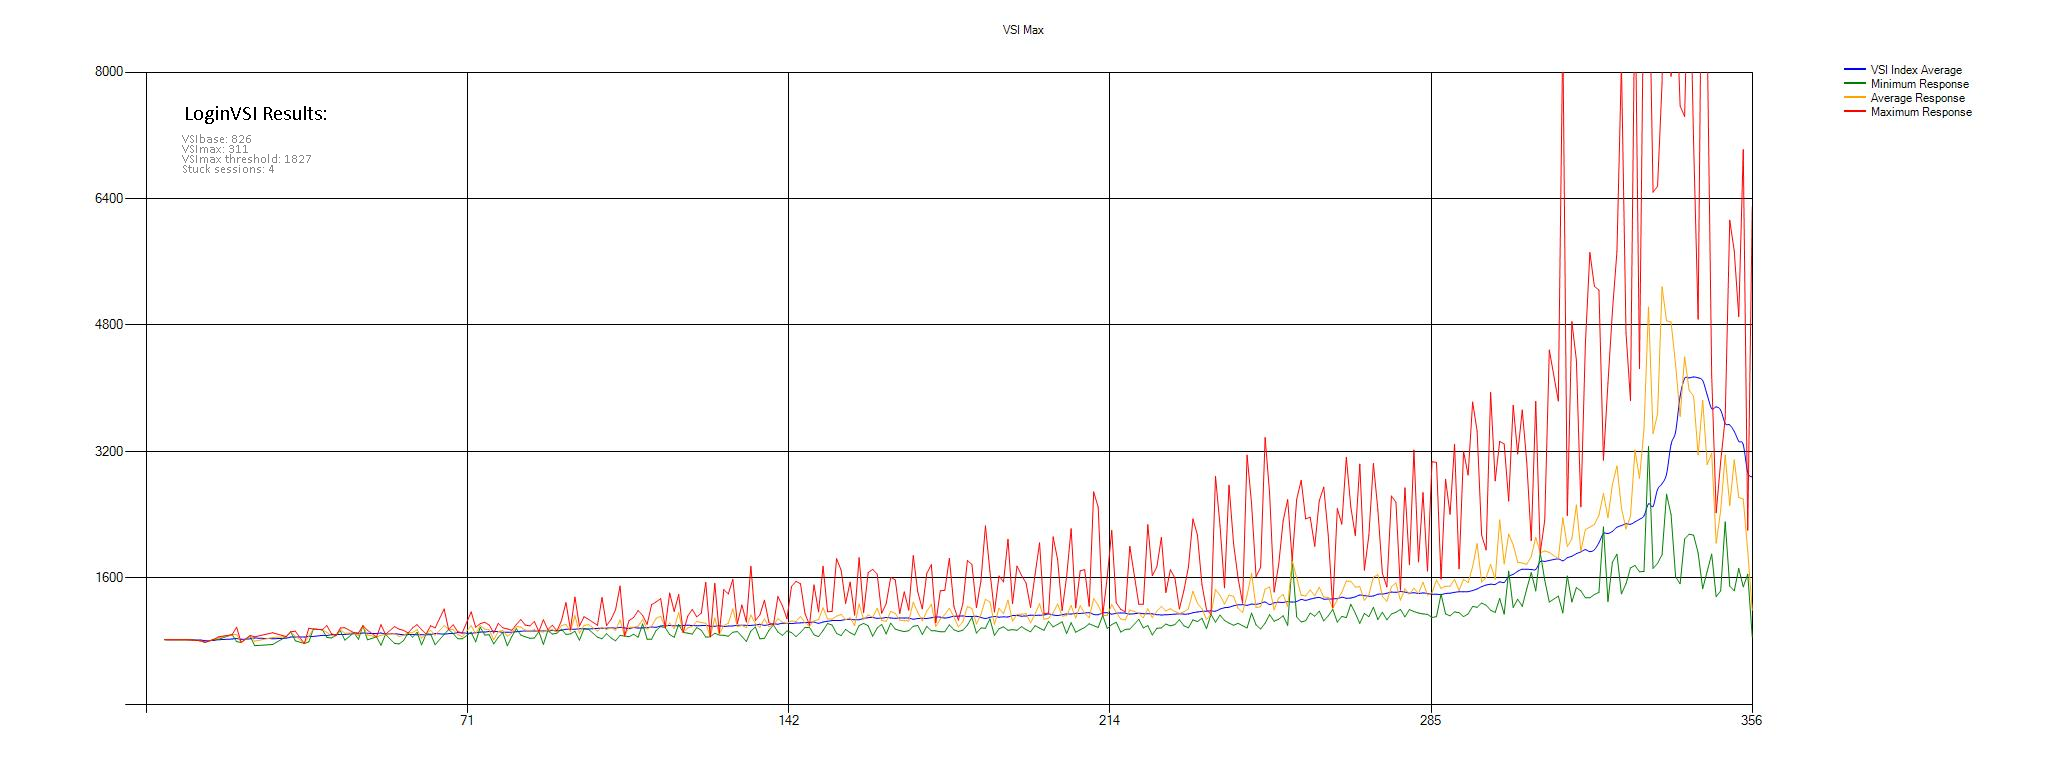 VSI Max
8000
6400
4800
3200
1600
LoginVSI Results:
VSIbase: 826
VSImax: 311
VSImax threshold: 1827
Stuck sessions: 4
VSI Index Average
Minimum Response
Average Response
Maximum Response
71 142 214 285 356